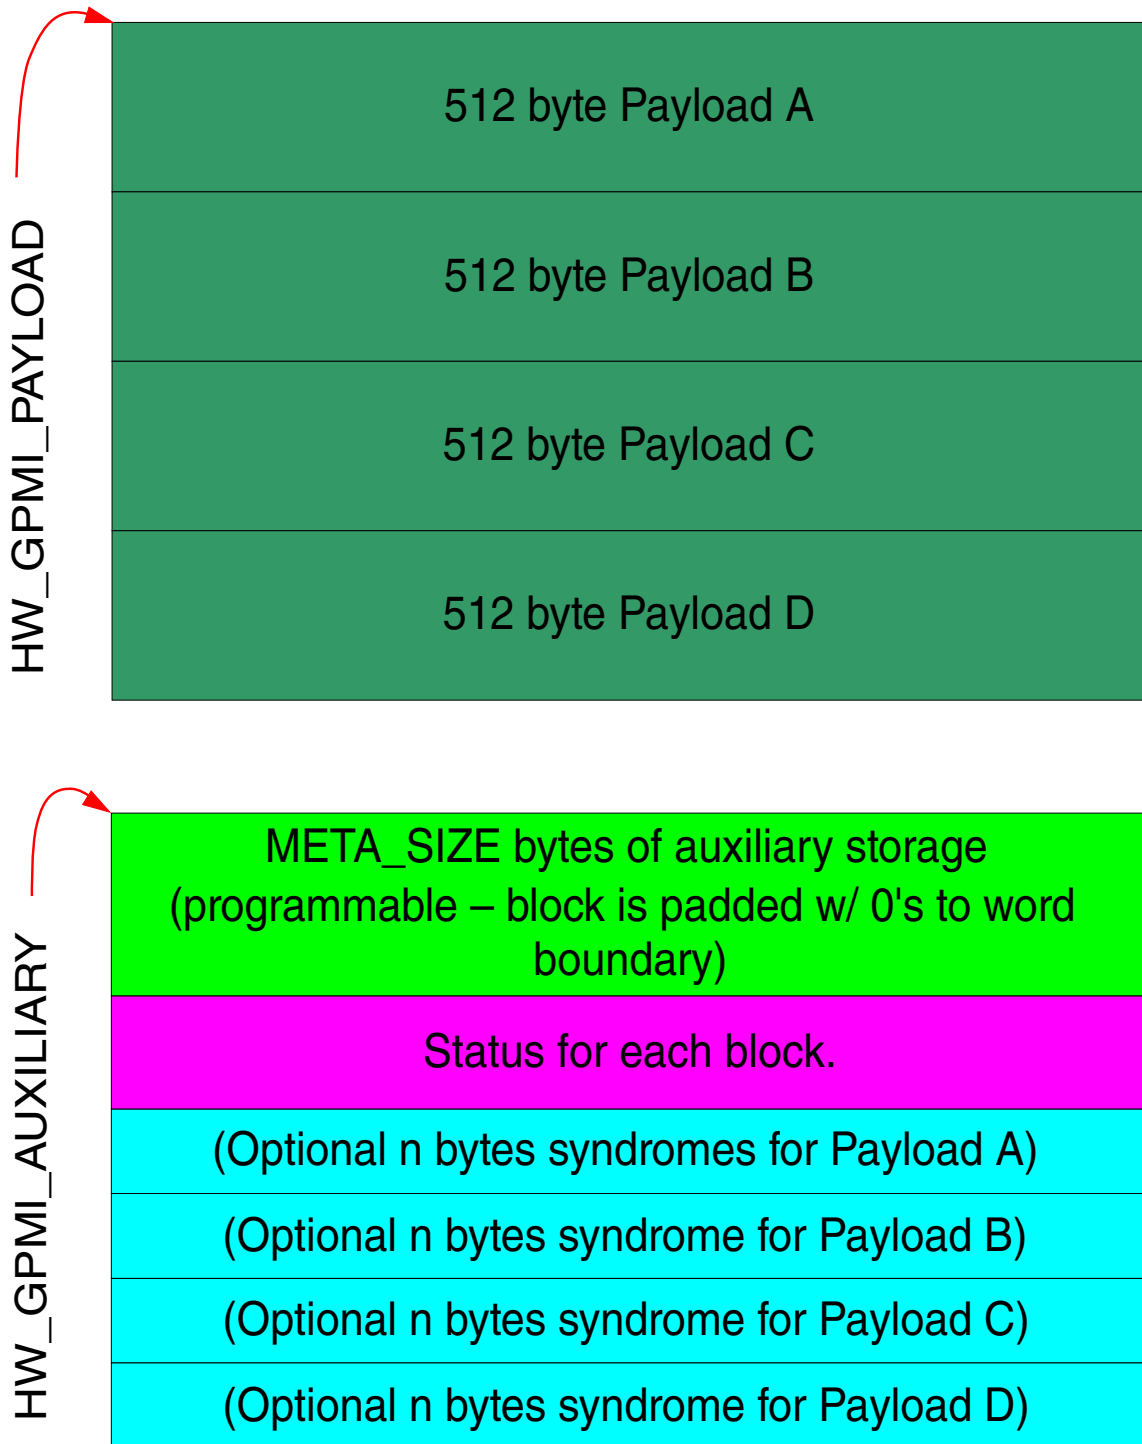 HW_GPMI_PAYLOAD
512 byte Payload A
512 byte Payload B
512 byte Payload C
512 byte Payload D
HW_GPMI_AUXILIARY
META_SIZE bytes of auxiliary storage
(programmable – block is padded w/ 0's to word
boundary)
Status for each block.
(Optional n bytes syndromes for Payload A)
(Optional n bytes syndrome for Payload B)
(Optional n bytes syndrome for Payload C)
(Optional n bytes syndrome for Payload D)